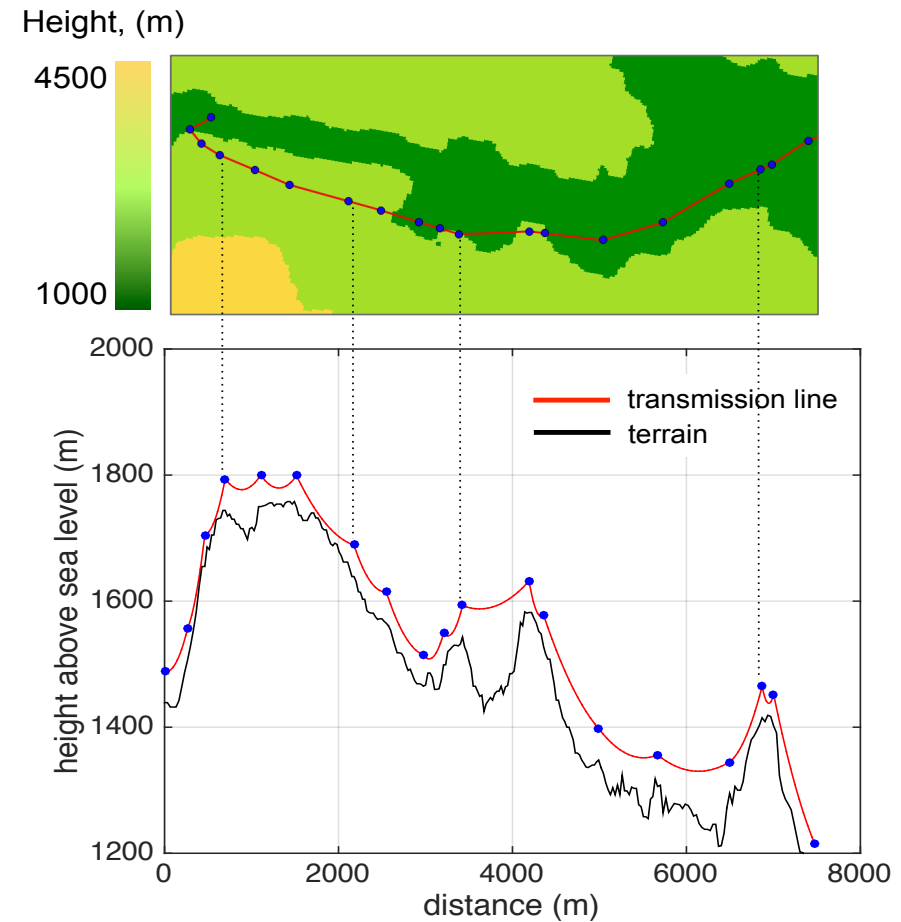 Height, (m)
4500
1000
2000
1800
1600
1400
1200
height above sea level (m)
transmission line
terrain
0
2000
4000
6000
8000
distance (m)